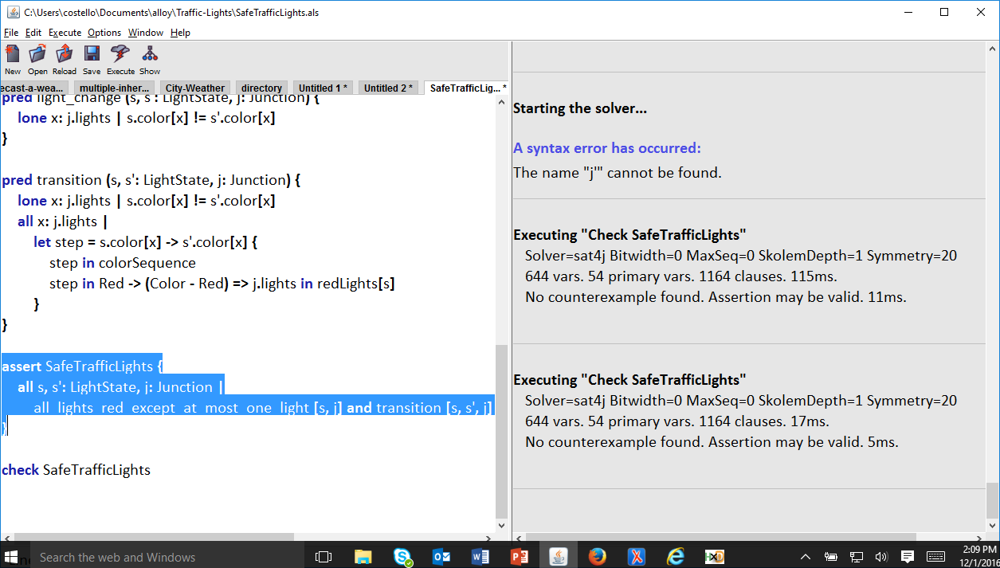 C:\Users\costello\Documents\alloy\Traffic-Lights\SafeTrafficLights.als
File Edit Execute Options Window Help
New Open Reload Save Execute Show
ecast-a-wea... multiple-inher... City-Weather directory Untitled 1 * Untitled 2 * SafeTrafficLig... *
pred light_change (s, s': LightState, j: Junction) {
lone x: j.lights | s.color[x] != s'.color[x]
}
pred transition (s, s': LightState, j: Junction) {
lone x: j.lights | s.color[x] != s'.color[x]
all x: j.lights |
let step = s.color[x] -> s'.color[x] {
step in colorSequence
step in Red -> (Color - Red) => j.lights in redLights[s]
}
}
assert SafeTrafficLights {
all s, s': LightState, j: Junction |
all_lights_red_except_at_most_one_light [s, j] and transition [s, s', j]
}
check SafeTrafficLights
Starting the solver...
A syntax error has occurred:
The name "j'" cannot be found.
Executing "Check SafeTrafficLights"
Solver=sat4j Bitwidth=0 MaxSeq=0 SkolemDepth=1 Symmetry=20
644 vars. 54 primary vars. 1164 clauses. 115ms.
No counterexample found. Assertion may be valid. 11ms.
Executing "Check SafeTrafficLights"
Solver=sat4j Bitwidth=0 MaxSeq=0 SkolemDepth=1 Symmetry=20
644 vars. 54 primary vars. 1164 clauses. 17ms.
No counterexample found. Assertion may be valid. 5ms.
Search the web and Windows
2:09 PM
12/1/2016